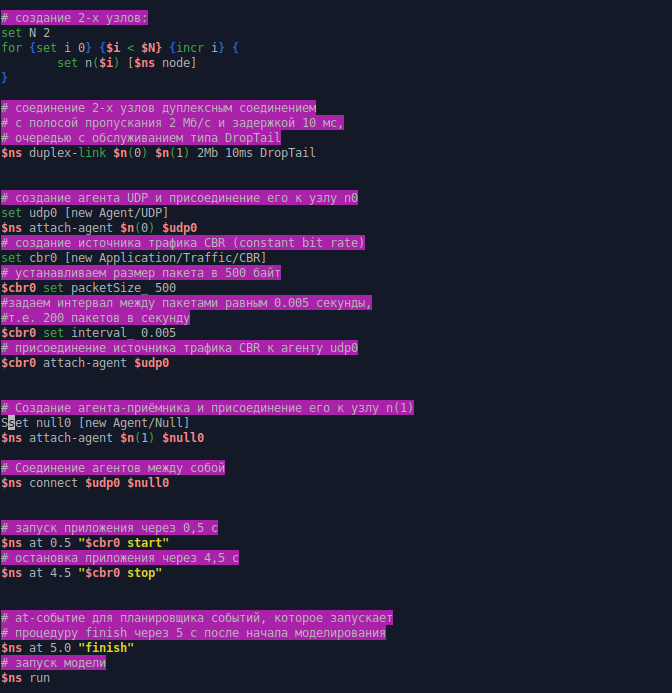 # создание 2-х узлов:
set N 2
for {set i 0} {$i < $N} {incr i} {
        set n($i) [$ns node]
}
# соединение 2-х узлов дуплексным соединением
# с полосой пропускания 2 Мб/с и задержкой 10 мс,
# очередью с обслуживанием типа DropTail
$ns duplex-link $n(0) $n(1) 2Mb 10ms DropTail
# создание агента UDP и присоединение его к узлу n0
set udp0 [new Agent/UDP]
$ns attach-agent $n(0) $udp0
# создание источника трафика CBR (constant bit rate)
set cbr0 [new Application/Traffic/CBR]
# устанавливаем размер пакета в 500 байт
$cbr0 set packetSize_ 500
#задаем интервал между пакетами равным 0.005 секунды,
#т.е. 200 пакетов в секунду
$cbr0 set interval_ 0.005
# присоединение источника трафика CBR к агенту udp0
$cbr0 attach-agent $udp0
# Создание агента-приёмника и присоединение его к узлу n(1)
Sset null0 [new Agent/Null]
$ns attach-agent $n(1) $null0
# Соединение агентов между собой
$ns connect $udp0 $null0
# запуск приложения через 0,5 с
$ns at 0.5 "$cbr0 start"
# остановка приложения через 4,5 с
$ns at 4.5 "$cbr0 stop"
# at-событие для планировщика событий, которое запускает
# процедуру finish через 5 с после начала моделирования
$ns at 5.0 "finish"
# запуск модели
$ns run